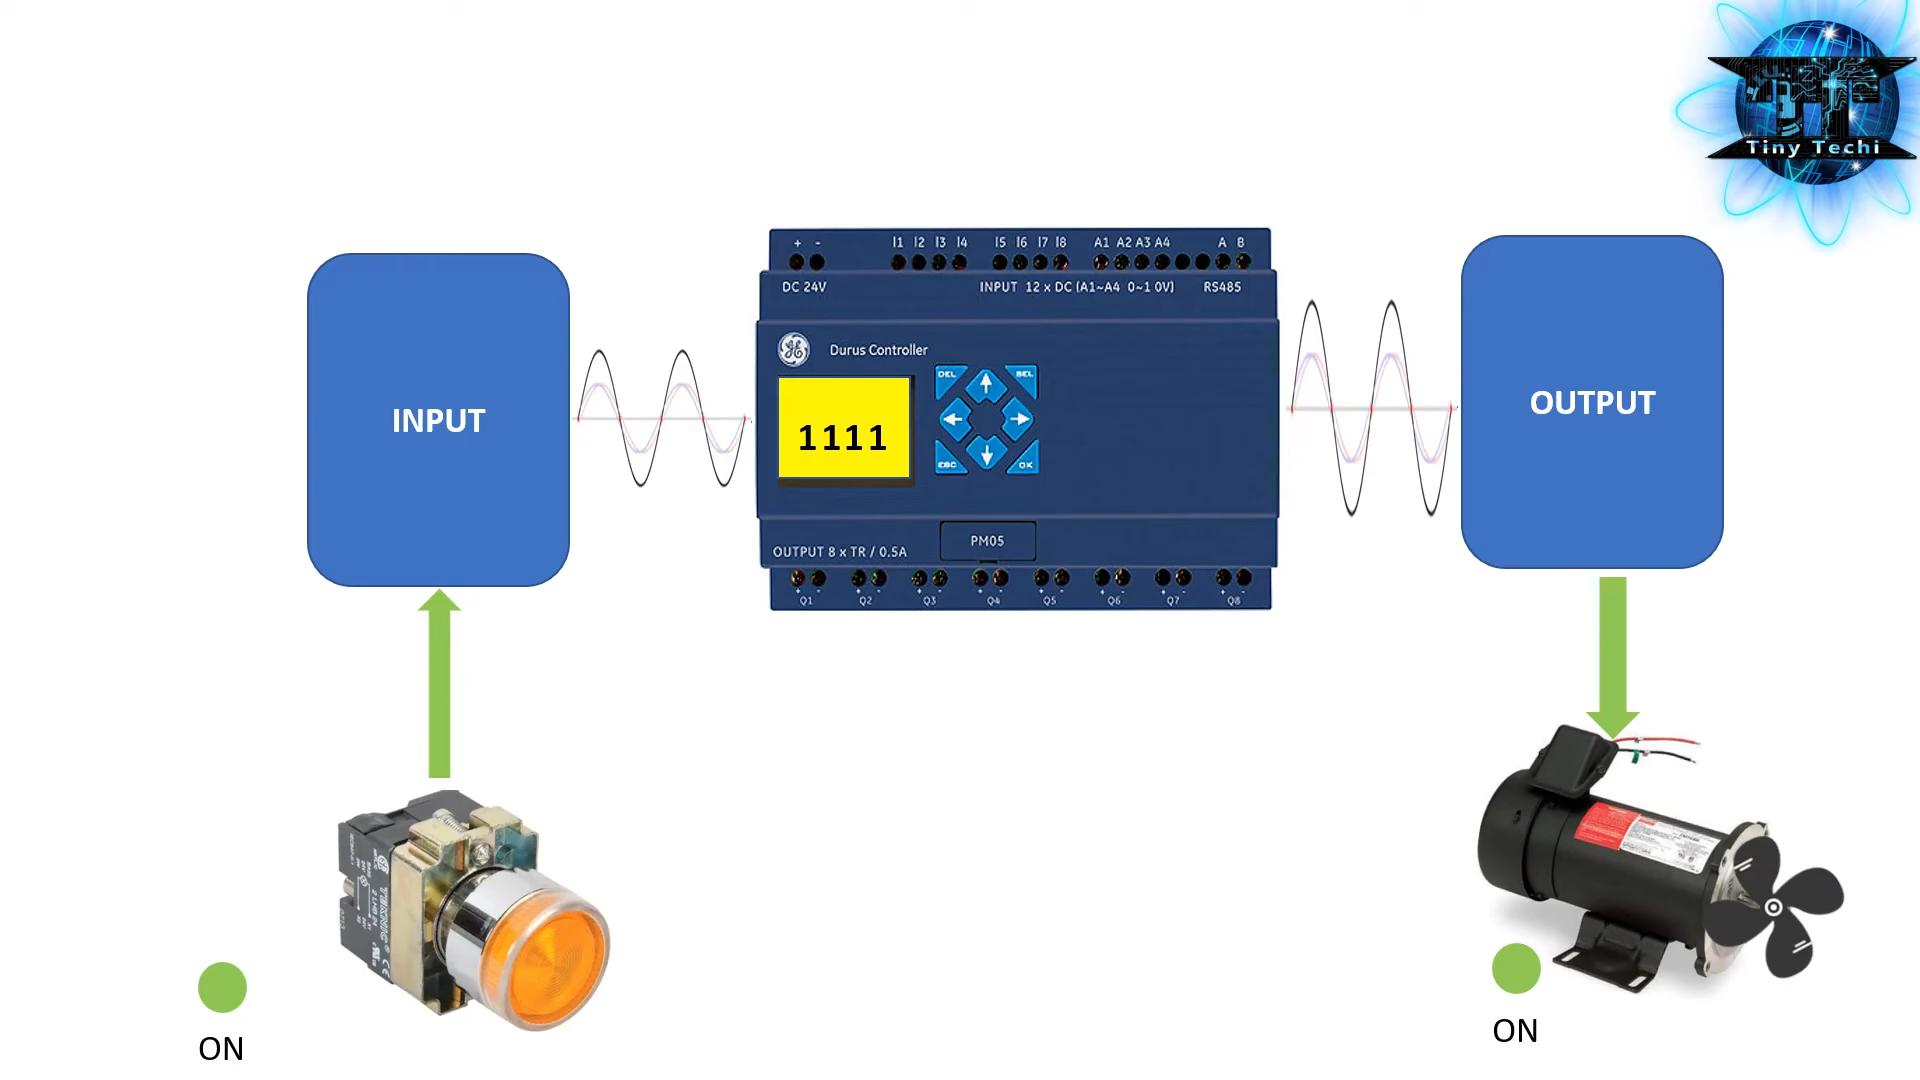 Tiny Techi
+ - I1 I2 I3 I4 I5 I6 I7 I8 A1 A2 A3 A4 A B
DC 24V INPUT 12 x DC (A1~A4 0~1 0V) RS485
Durus Controller
DEL SEL
1111
ESC OK
INPUT
OUTPUT
PM05
OUTPUT 8 x TR / 0.5A
+ - + - + - + - + - + - + - + -
Q1 Q2 Q3 Q4 Q5 Q6 Q7 Q8
TEKNIC
ON
ON